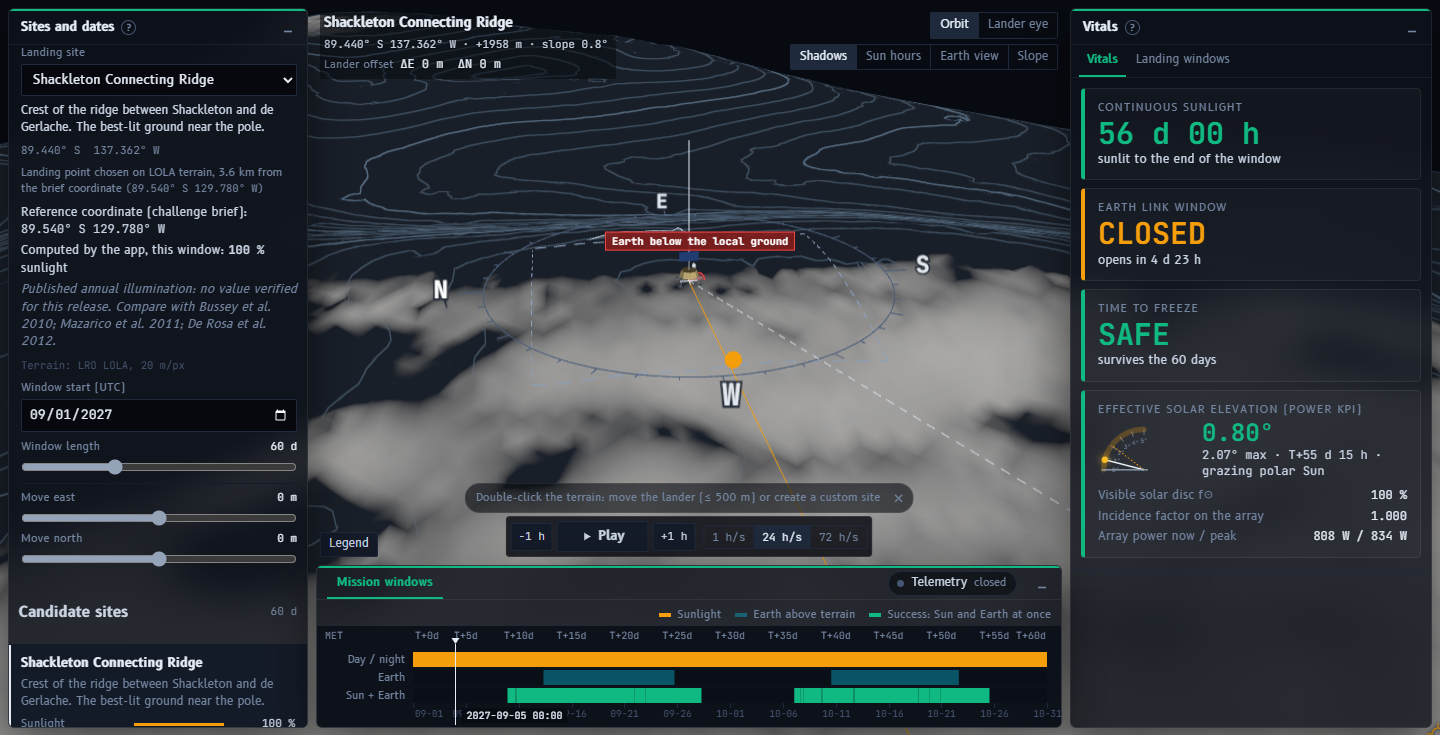 Sites and dates ?
Landing site
Shackleton Connecting Ridge
Crest of the ridge between Shackleton and de
Gerlache. The best-lit ground near the pole.
89.440° S 137.362° W
Landing point chosen on LOLA terrain, 3.6 km from
the brief coordinate (89.540° S 129.780° W)
Reference coordinate (challenge brief):
89.540° S 129.780° W
Computed by the app, this window: 100 %
sunlight
Published annual illumination: no value verified
for this release. Compare with Bussey et al.
2010; Mazarico et al. 2011; De Rosa et al.
2012.
Terrain: LRO LOLA, 20 m/px
Window start (UTC)
09/01/2027
Window length 60 d
Move east 0 m
Move north 0 m
Candidate sites 60 d
Shackleton Connecting Ridge
Crest of the ridge between Shackleton and de
Gerlache. The best-lit ground near the pole.
Sunlight 100 %
Shackleton Connecting Ridge
89.440° S 137.362° W · +1958 m · slope 0.8°
Lander offset ΔE 0 m ΔN 0 m
Orbit Lander eye
Shadows Sun hours Earth view Slope
E
Earth below the local ground
S
N
W
Double-click the terrain: move the lander (≤ 500 m) or create a custom site ×
Legend
-1 h Play +1 h 1 h/s 24 h/s 72 h/s
Mission windows
Telemetry closed
Sunlight Earth above terrain Success: Sun and Earth at once
MET T+0d T+5d T+10d T+15d T+20d T+25d T+30d T+35d T+40d T+45d T+50d T+55d T+60d
Day / night
Earth
Sun + Earth
09-01 2027-09-05 00:00 09-21 09-26 10-01 10-06 10-11 10-16 10-21 10-26 10-31
Vitals ?
Vitals Landing windows
CONTINUOUS SUNLIGHT
56 d 00 h
sunlit to the end of the window
EARTH LINK WINDOW
CLOSED
opens in 4 d 23 h
TIME TO FREEZE
SAFE
survives the 60 days
EFFECTIVE SOLAR ELEVATION (POWER KPI)
0.80°
2.07° max · T+55 d 15 h ·
grazing polar Sun
Visible solar disc f⊙ 100 %
Incidence factor on the array 1.000
Array power now / peak 808 W / 834 W